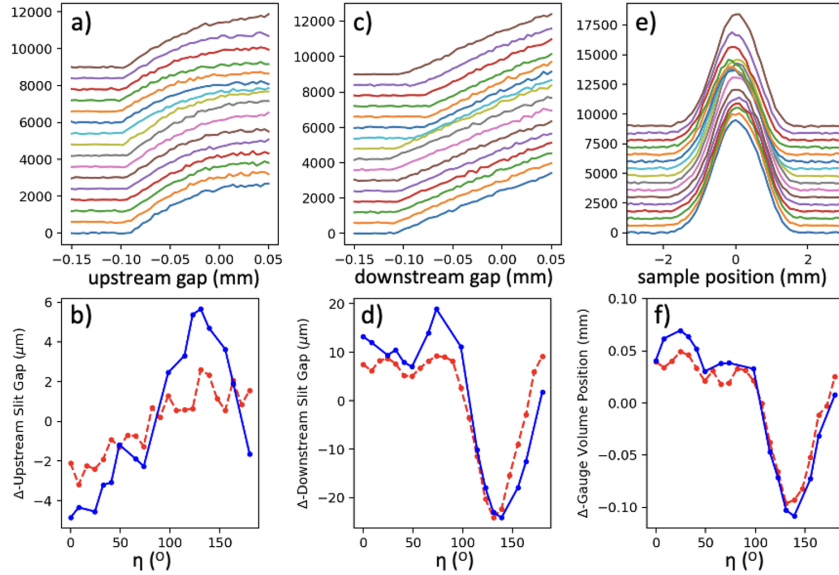 a)
12000
10000
8000
6000
4000
2000
0
−0.15 −0.10 −0.05 0.00 0.05
upstream gap (mm)
c)
12000
10000
8000
6000
4000
2000
0
−0.15 −0.10 −0.05 0.00 0.05
downstream gap (mm)
e)
17500
15000
12500
10000
7500
5000
2500
0
−2 0 2
sample position (mm)
b)
Δ-Upstream Slit Gap (μm)
6
4
2
0
−2
−4
0 50 100 150
η (°)
d)
Δ-Downstream Slit Gap (μm)
20
10
0
−10
−20
0 50 100 150
η (°)
f)
Δ-Gauge Volume Position (mm)
0.10
0.05
0.00
−0.05
−0.10
0 50 100 150
η (°)